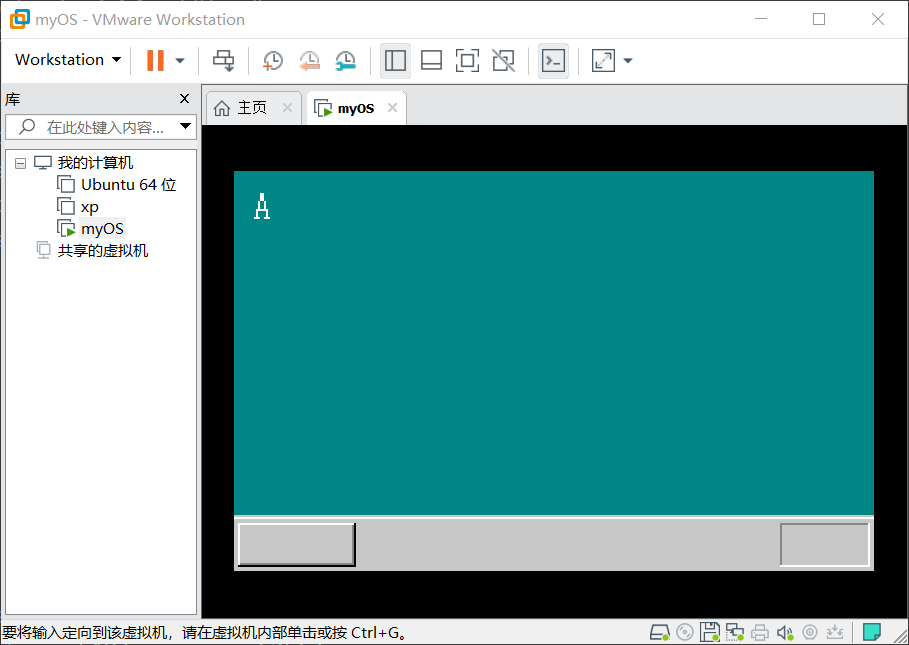 myOS - VMware Workstation
Workstation
库
主页
myOS
在此处键入内容...
我的计算机
Ubuntu 64 位
xp
myOS
共享的虚拟机
A
要将输入定向到该虚拟机，请在虚拟机内部单击或按 Ctrl+G。